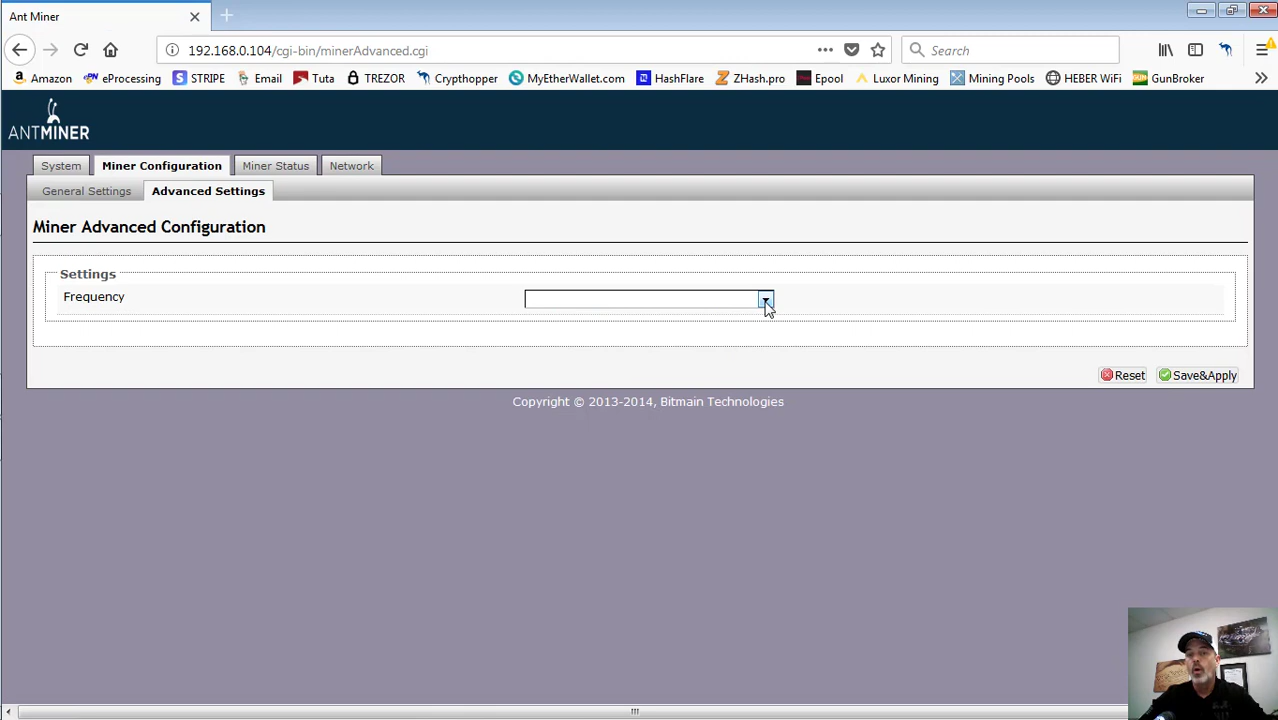 Ant Miner
192.168.0.104/cgi-bin/minerAdvanced.cgi
Search
Amazon eProcessing STRIPE Email Tuta TREZOR Crypthopper MyEtherWallet.com HashFlare ZHash.pro Epool Luxor Mining Mining Pools HEBER WiFi GunBroker
ANTMINER
System Miner Configuration Miner Status Network
General Settings Advanced Settings
Miner Advanced Configuration
Settings
Frequency
Reset Save&Apply
Copyright © 2013-2014, Bitmain Technologies